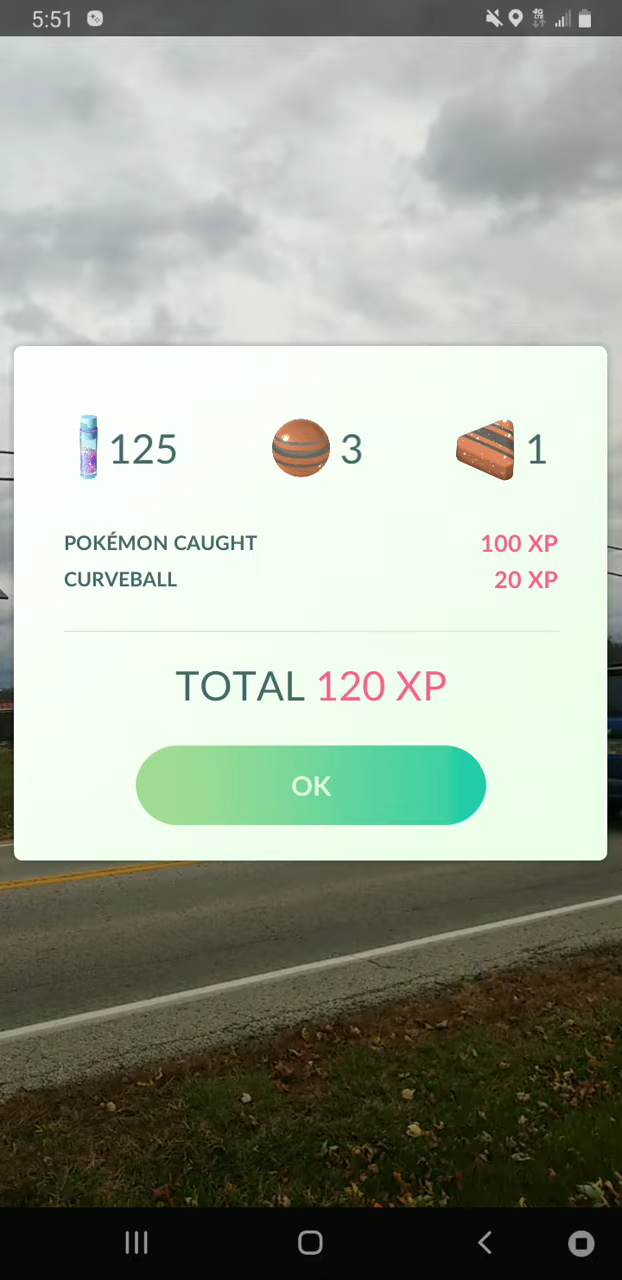 5:51
125 3 1
POKÉMON CAUGHT 100 XP
CURVEBALL 20 XP
TOTAL 120 XP
OK